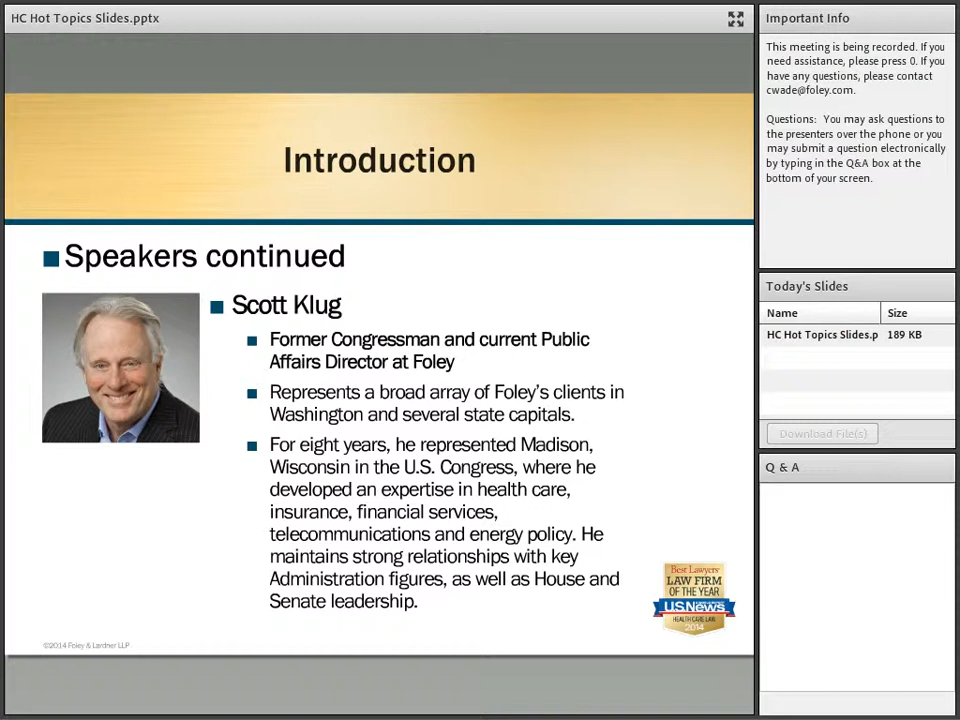 HC Hot Topics Slides.pptx
Introduction
Speakers continued
Scott Klug
Former Congressman and current Public
Affairs Director at Foley
Represents a broad array of Foley's clients in
Washington and several state capitals.
For eight years, he represented Madison,
Wisconsin in the U.S. Congress, where he
developed an expertise in health care,
insurance, financial services,
telecommunications and energy policy. He
maintains strong relationships with key
Administration figures, as well as House and
Senate leadership.
Best Lawyers
LAW FIRM
OF THE YEAR
USNews
HEALTH CARE LAW
2014
©2014 Foley & Lardner LLP
Important Info
This meeting is being recorded. If you
need assistance, please press 0. If you
have any questions, please contact
cwade@foley.com.
Questions: You may ask questions to
the presenters over the phone or you
may submit a question electronically
by typing in the Q&A box at the
bottom of your screen.
Today's Slides
Name Size
HC Hot Topics Slides.p 189 KB
Download File(s)
Q & A